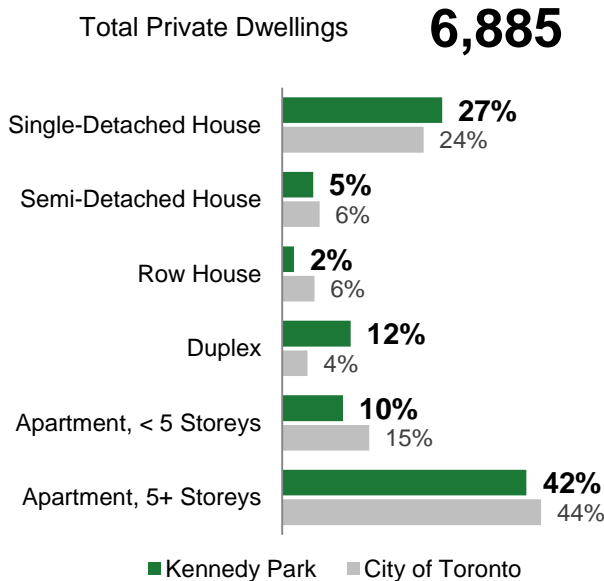 Total Private Dwellings 6,885
Single-Detached House 27%
24%
Semi-Detached House 5%
6%
Row House 2%
6%
Duplex 12%
4%
Apartment, < 5 Storeys 10%
15%
Apartment, 5+ Storeys 42%
44%
Kennedy Park City of Toronto